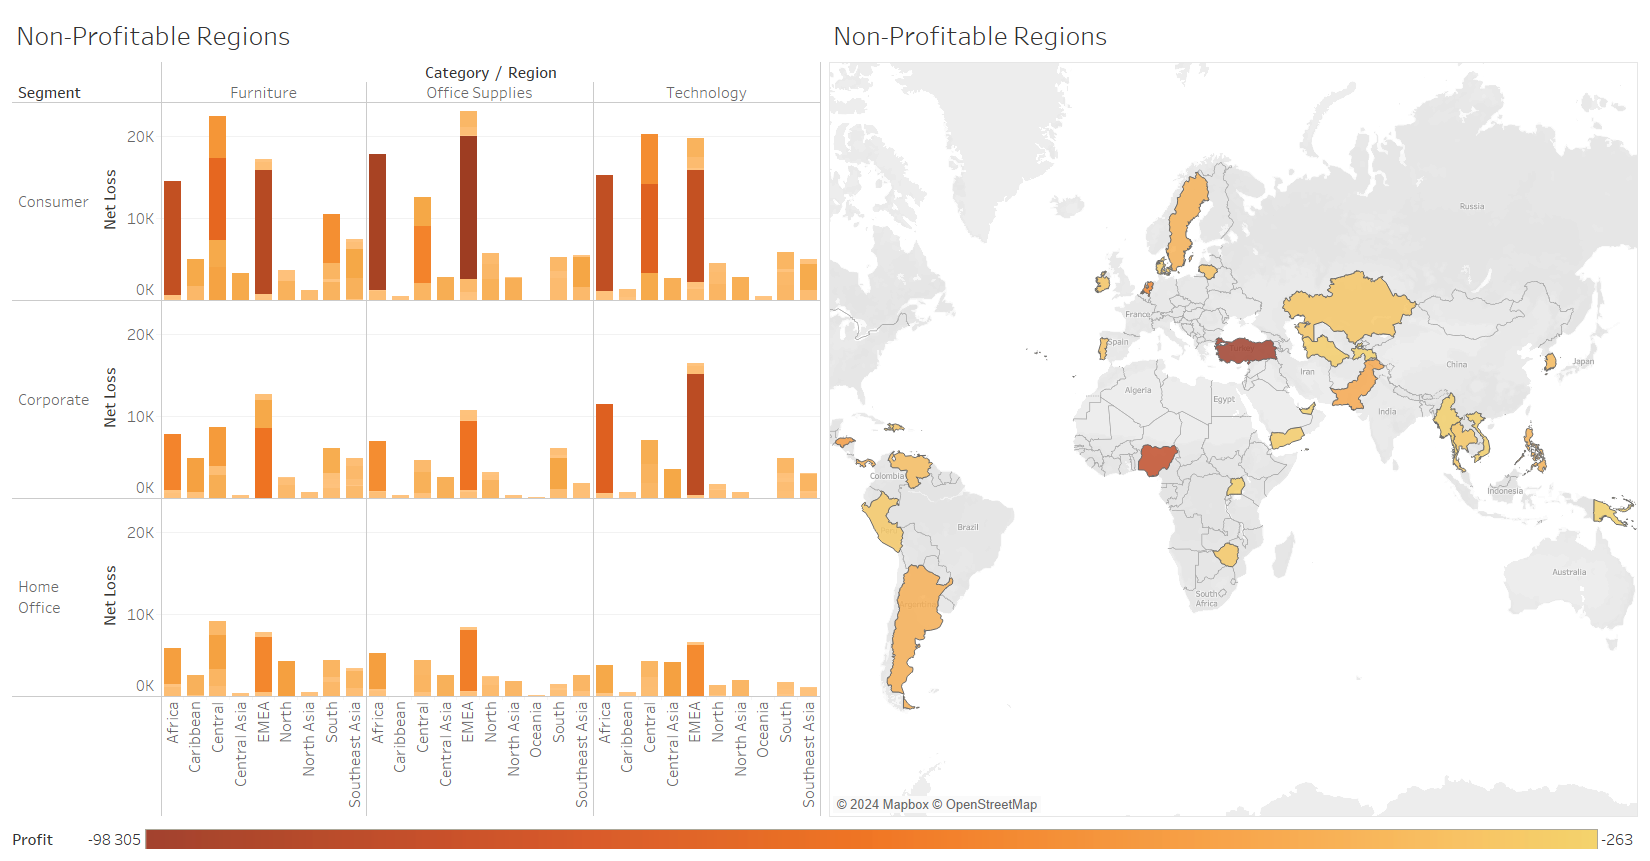 Non-Profitable Regions
Category / Region
Segment
Furniture
Office Supplies
Technology
Consumer
Net Loss
20K
10K
0K
Corporate
Net Loss
20K
10K
0K
Home
Office
Net Loss
20K
10K
0K
Africa
Caribbean
Central
Central Asia
EMEA
North
North Asia
South
Southeast Asia
Africa
Caribbean
Central
Central Asia
EMEA
North
North Asia
Oceania
South
Southeast Asia
Africa
Caribbean
Central
Central Asia
EMEA
North
North Asia
Oceania
South
Southeast Asia
Non-Profitable Regions
Russia
France
Spain
Japan
China
Iran
Algeria
Egypt
India
Colombia
Indonesia
Brazil
Australia
South
Africa
© 2024 Mapbox © OpenStreetMap
Profit
-98 305
-263